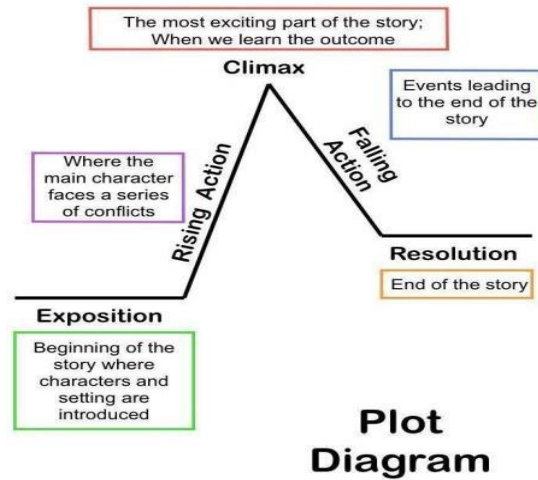 The most exciting part of the story;
When we learn the outcome
Climax
Events leading
to the end of the
story
Falling
Action
Where the
main character
faces a series
of conflicts
Rising Action
Resolution
End of the story
Exposition
Beginning of the
story where
characters and
setting are
introduced
Plot
Diagram